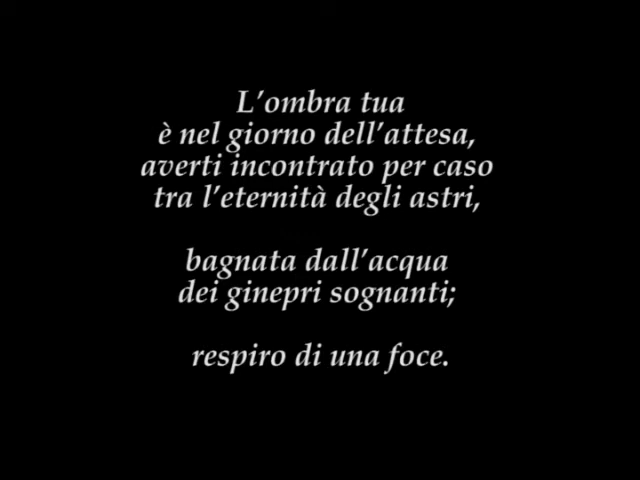 L’ombra tua
è nel giorno dell’attesa,
averti incontrato per caso
tra l’eternità degli astri,
bagnata dall’acqua
dei ginepri sognanti;
respiro di una foce.